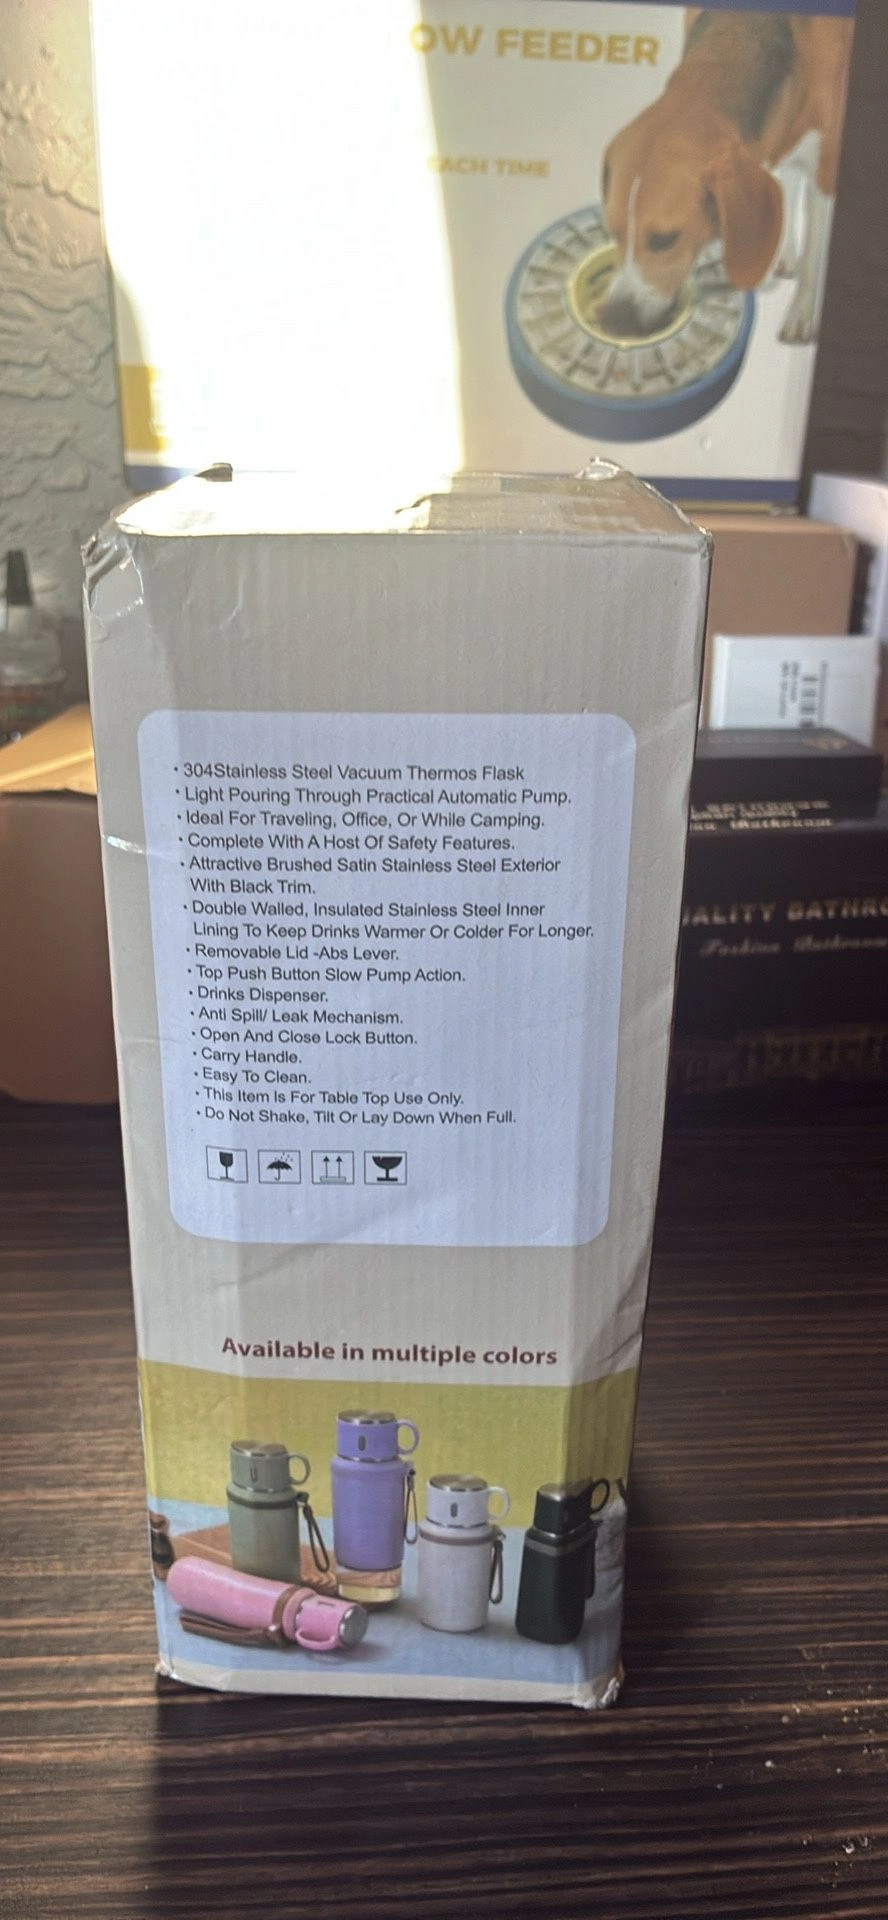 OW FEEDER
ACH TIME
• 304Stainless Steel Vacuum Thermos Flask
• Light Pouring Through Practical Automatic Pump.
• Ideal For Traveling, Office, Or While Camping.
• Complete With A Host Of Safety Features.
• Attractive Brushed Satin Stainless Steel Exterior
With Black Trim.
• Double Walled, Insulated Stainless Steel Inner
Lining To Keep Drinks Warmer Or Colder For Longer.
• Removable Lid -Abs Lever.
• Top Push Button Slow Pump Action.
• Drinks Dispenser.
• Anti Spill/ Leak Mechanism.
• Open And Close Lock Button.
• Carry Handle.
• Easy To Clean.
• This Item Is For Table Top Use Only.
• Do Not Shake, Tilt Or Lay Down When Full.
Available in multiple colors
ALITY BATHR
Fashion Bathroom